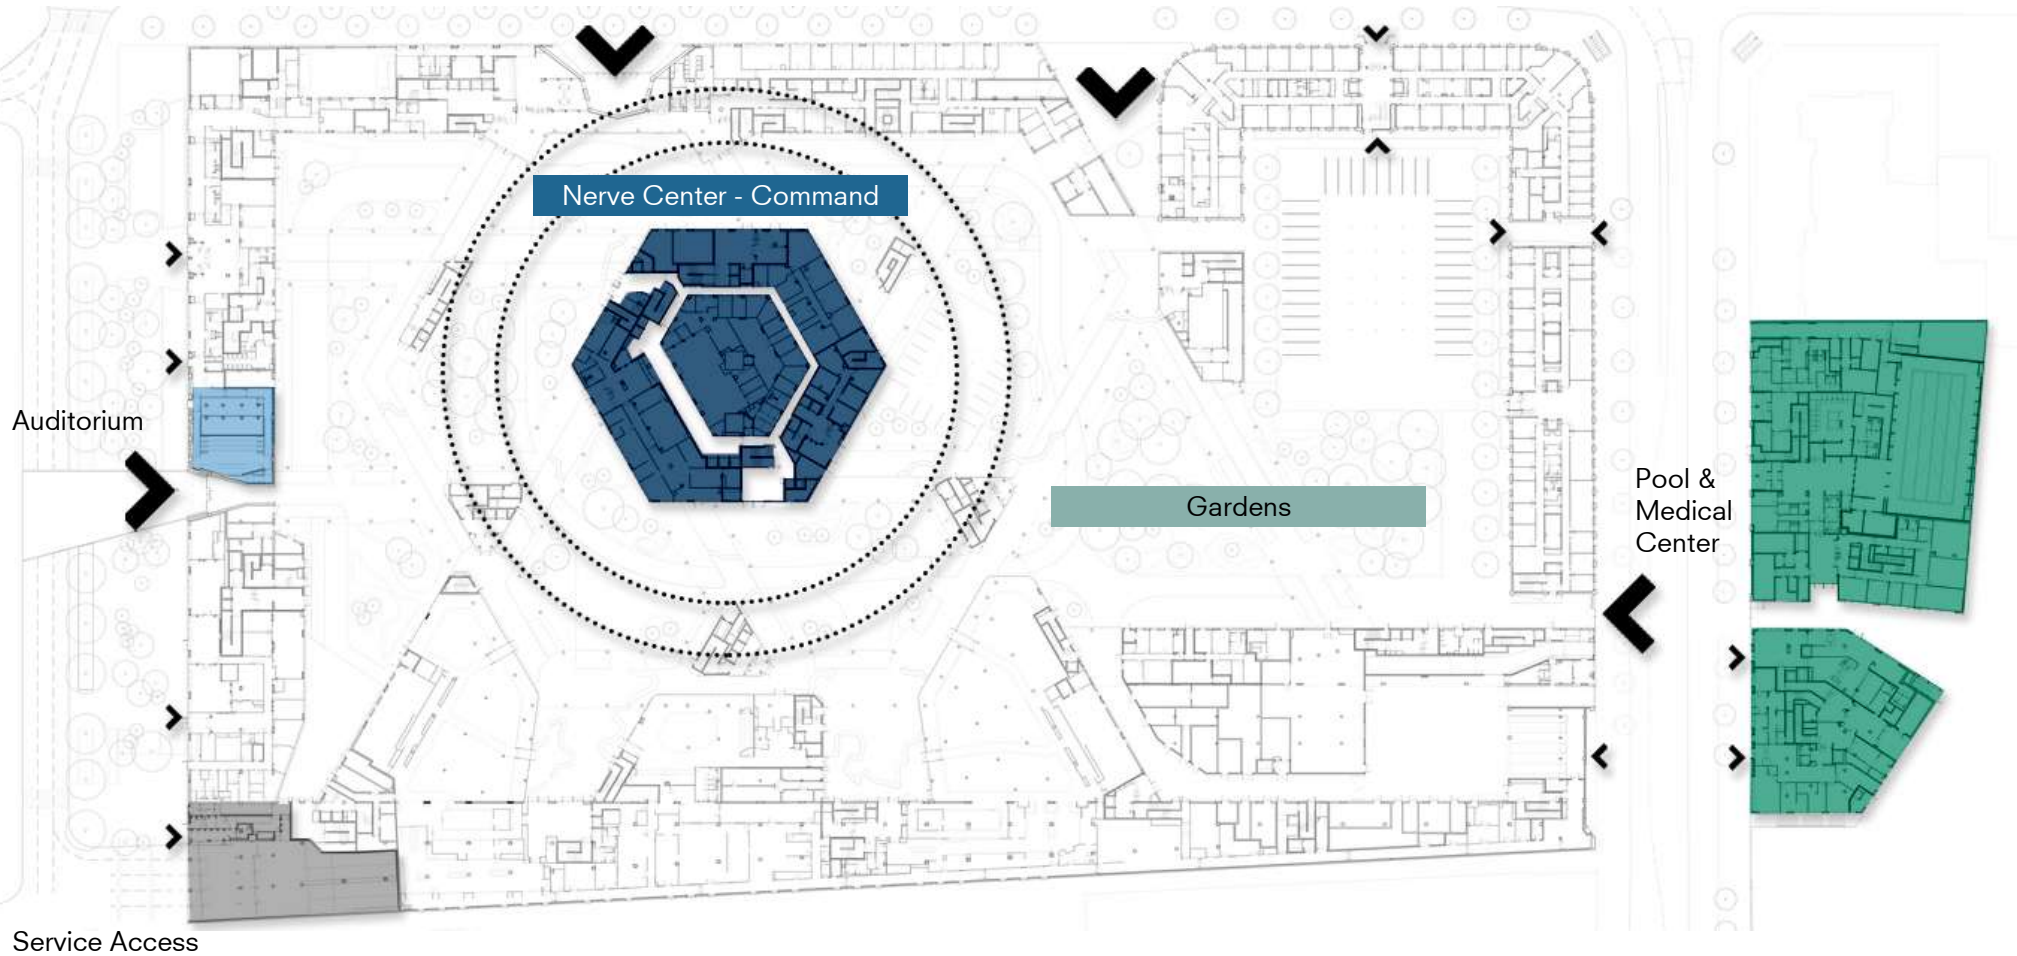 Nerve Center - Command
Auditorium
Pool &
Medical
Center
Gardens
Service Access